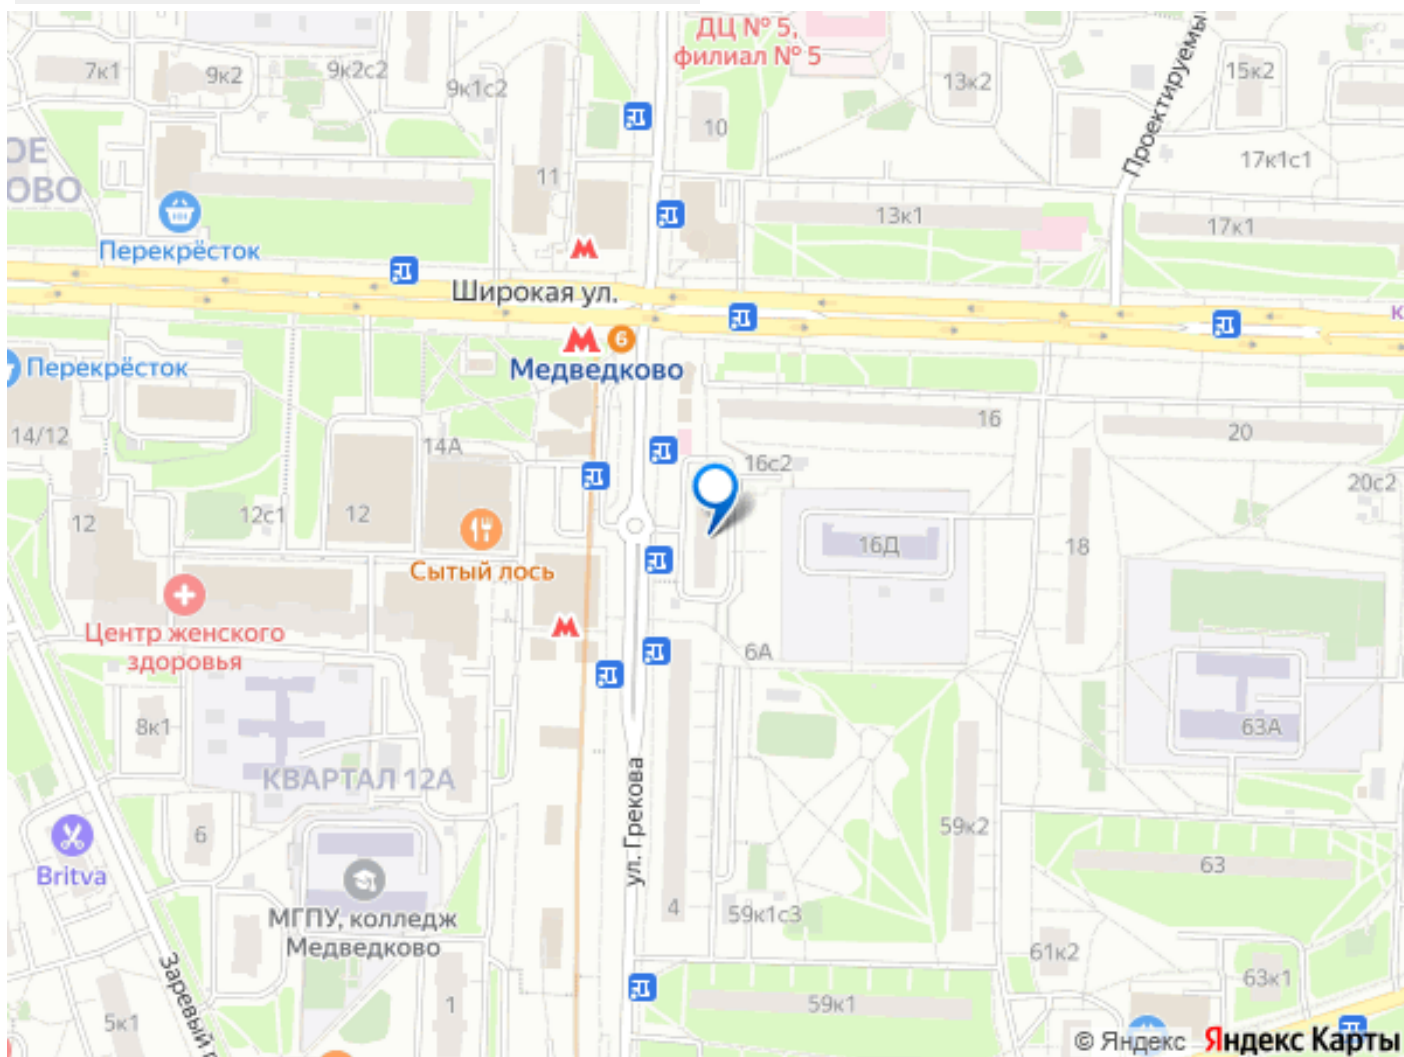 ДЦ № 5,
филиал № 5
7к1
9к2
9к2с2
9к1с2
13к2
15к2
10
Проектируемы
17к1с1
ОЕ
ОВО
11
13к1
17к1
Перекрёсток
М
Широкая ул.
к
М 6
Медведково
Перекрёсток
14/12
14А
16
20
16с2
20с2
12
12с1
12
16Д
18
Сытый лось
Центр женского
здоровья
М
6А
8к1
63А
КВАРТАЛ 12А
6
ул. Грекова
59к2
63
Britva
МГПУ, колледж
Медведково
4
59к1с3
61к2
63к1
Заревый п
5к1
1
59к1
© Яндекс Яндекс Карты